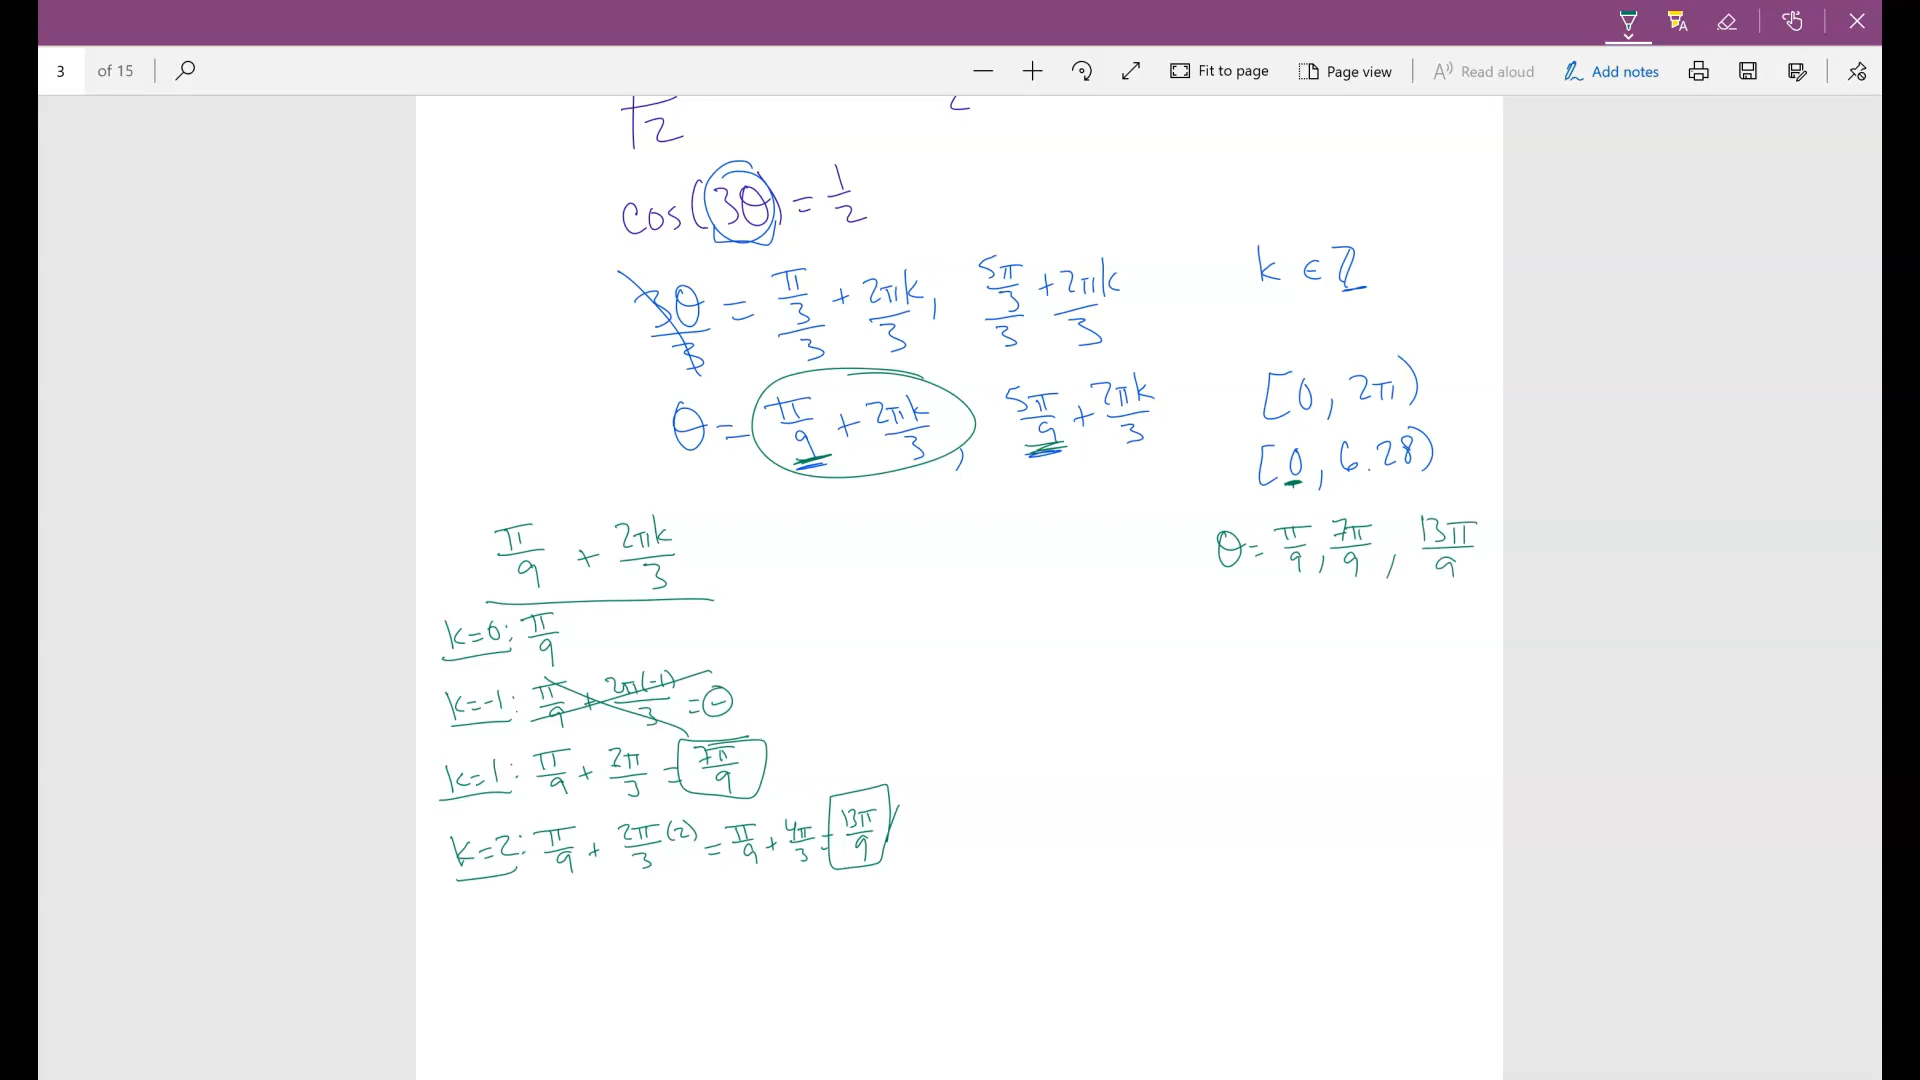 3 of 15 Fit to page Page view Read aloud Add notes
2
cos(3θ) = 1/2
3θ/3 = π/3/3 + 2πk/3, 5π/3/3 + 2πk/3
k ∈ ℤ
θ = π/9 + 2πk/3, 5π/9 + 2πk/3
[0, 2π)
[0, 6.28)
π/9 + 2πk/3
θ = π/9, 7π/9, 13π/9
k=0: π/9
k=-1: π/9 + 2π(-1)/3 = ⊖
k=1: π/9 + 2π/3 = 7π/9
k=2: π/9 + 2π(2)/3 = π/9 + 4π/3 = 13π/9